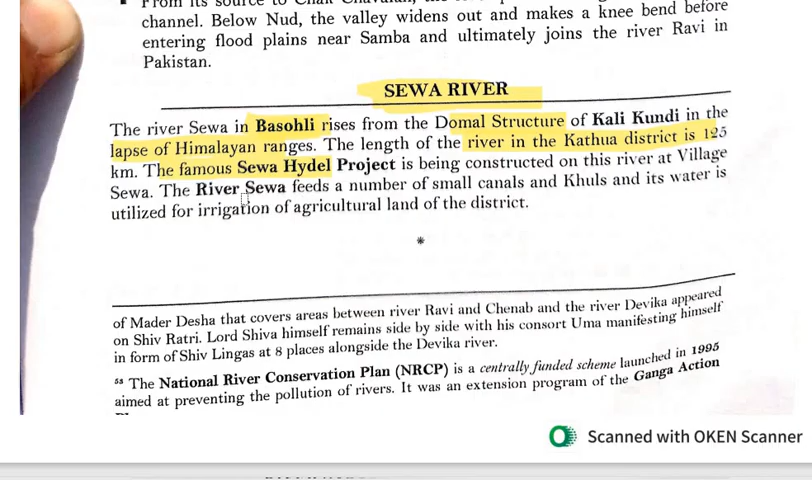 channel. Below Nud, the valley widens out and makes a knee bend before
entering flood plains near Samba and ultimately joins the river Ravi in
Pakistan.
SEWA RIVER
The river Sewa in Basohli rises from the Domal Structure of Kali Kundi in the
lapse of Himalayan ranges. The length of the river in the Kathua district is 125
km. The famous Sewa Hydel Project is being constructed on this river at Village
Sewa. The River Sewa feeds a number of small canals and Khuls and its water is
utilized for irrigation of agricultural land of the district.
*
of Mader Desha that covers areas between river Ravi and Chenab and the river Devika appeared
on Shiv Ratri. Lord Shiva himself remains side by side with his consort Uma manifesting himself
in form of Shiv Lingas at 8 places alongside the Devika river.
The National River Conservation Plan (NRCP) is a centrally funded scheme launched in 1995
aimed at preventing the pollution of rivers. It was an extension program of the Ganga Action
Scanned with OKEN Scanner